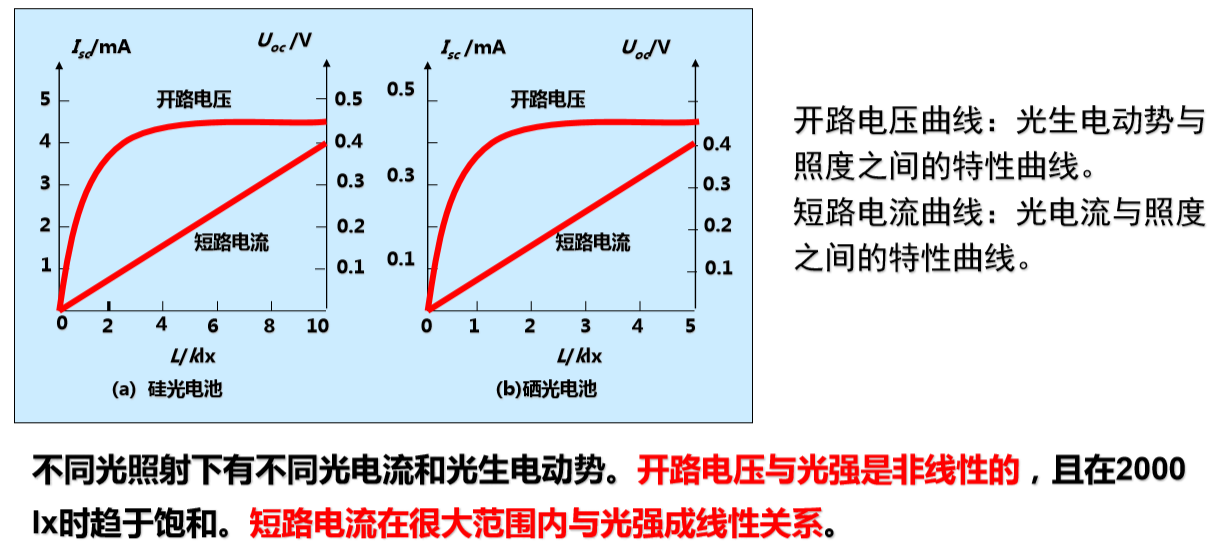 I_sc/mA
U_oc /V
5
4
3
2
1
开路电压
短路电流
0.5
0.4
0.3
0.2
0.1
0 2 4 6 8 10
L/klx
(a) 硅光电池
I_sc /mA
U_oc/V
0.5
0.3
0.1
开路电压
短路电流
0.4
0.3
0.2
0.1
0 1 2 3 4 5
L/klx
(b)硒光电池
开路电压曲线：光生电动势与
照度之间的特性曲线。
短路电流曲线：光电流与照度
之间的特性曲线。
不同光照射下有不同光电流和光生电动势。开路电压与光强是非线性的，且在2000
lx时趋于饱和。短路电流在很大范围内与光强成线性关系。